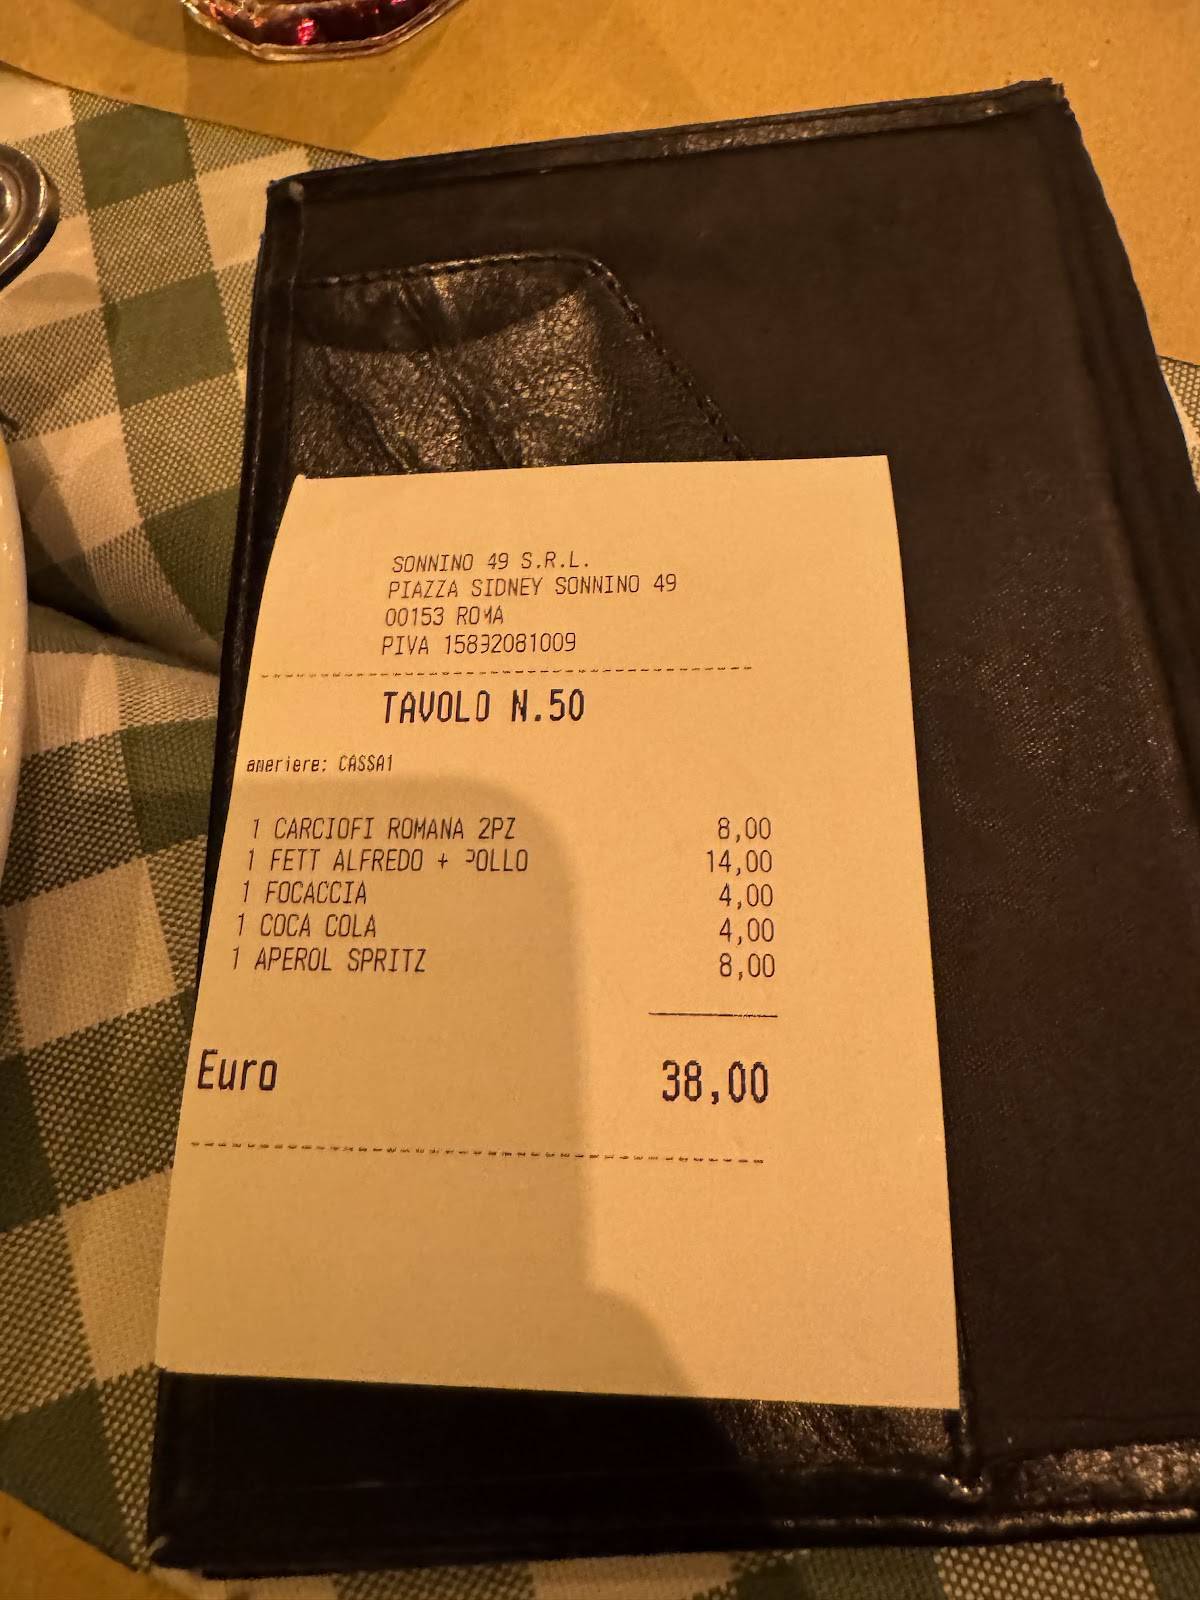 SONNINO 49 S.R.L.
PIAZZA SIDNEY SONNINO 49
00153 ROMA
PIVA 15892081009
TAVOLO N.50
ameriere: CASSA1
1 CARCIOFI ROMANA 2PZ 8,00
1 FETT ALFREDO + POLLO 14,00
1 FOCACCIA 4,00
1 COCA COLA 4,00
1 APEROL SPRITZ 8,00
Euro 38,00